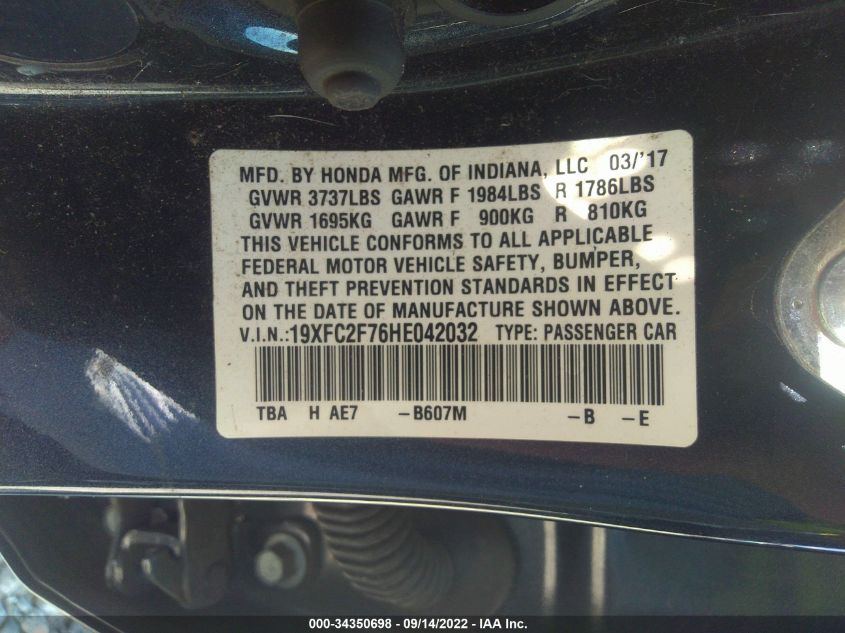 MFD. BY HONDA MFG. OF INDIANA, LLC 03/'17
GVWR 3737LBS GAWR F 1984LBS R 1786LBS
GVWR 1695KG GAWR F 900KG R 810KG
THIS VEHICLE CONFORMS TO ALL APPLICABLE
FEDERAL MOTOR VEHICLE SAFETY, BUMPER,
AND THEFT PREVENTION STANDARDS IN EFFECT
ON THE DATE OF MANUFACTURE SHOWN ABOVE.
V.I.N.:19XFC2F76HE042032 TYPE: PASSENGER CAR
TBA H AE7 -B607M -B -E
000-34350698 - 09/14/2022 - IAA Inc.